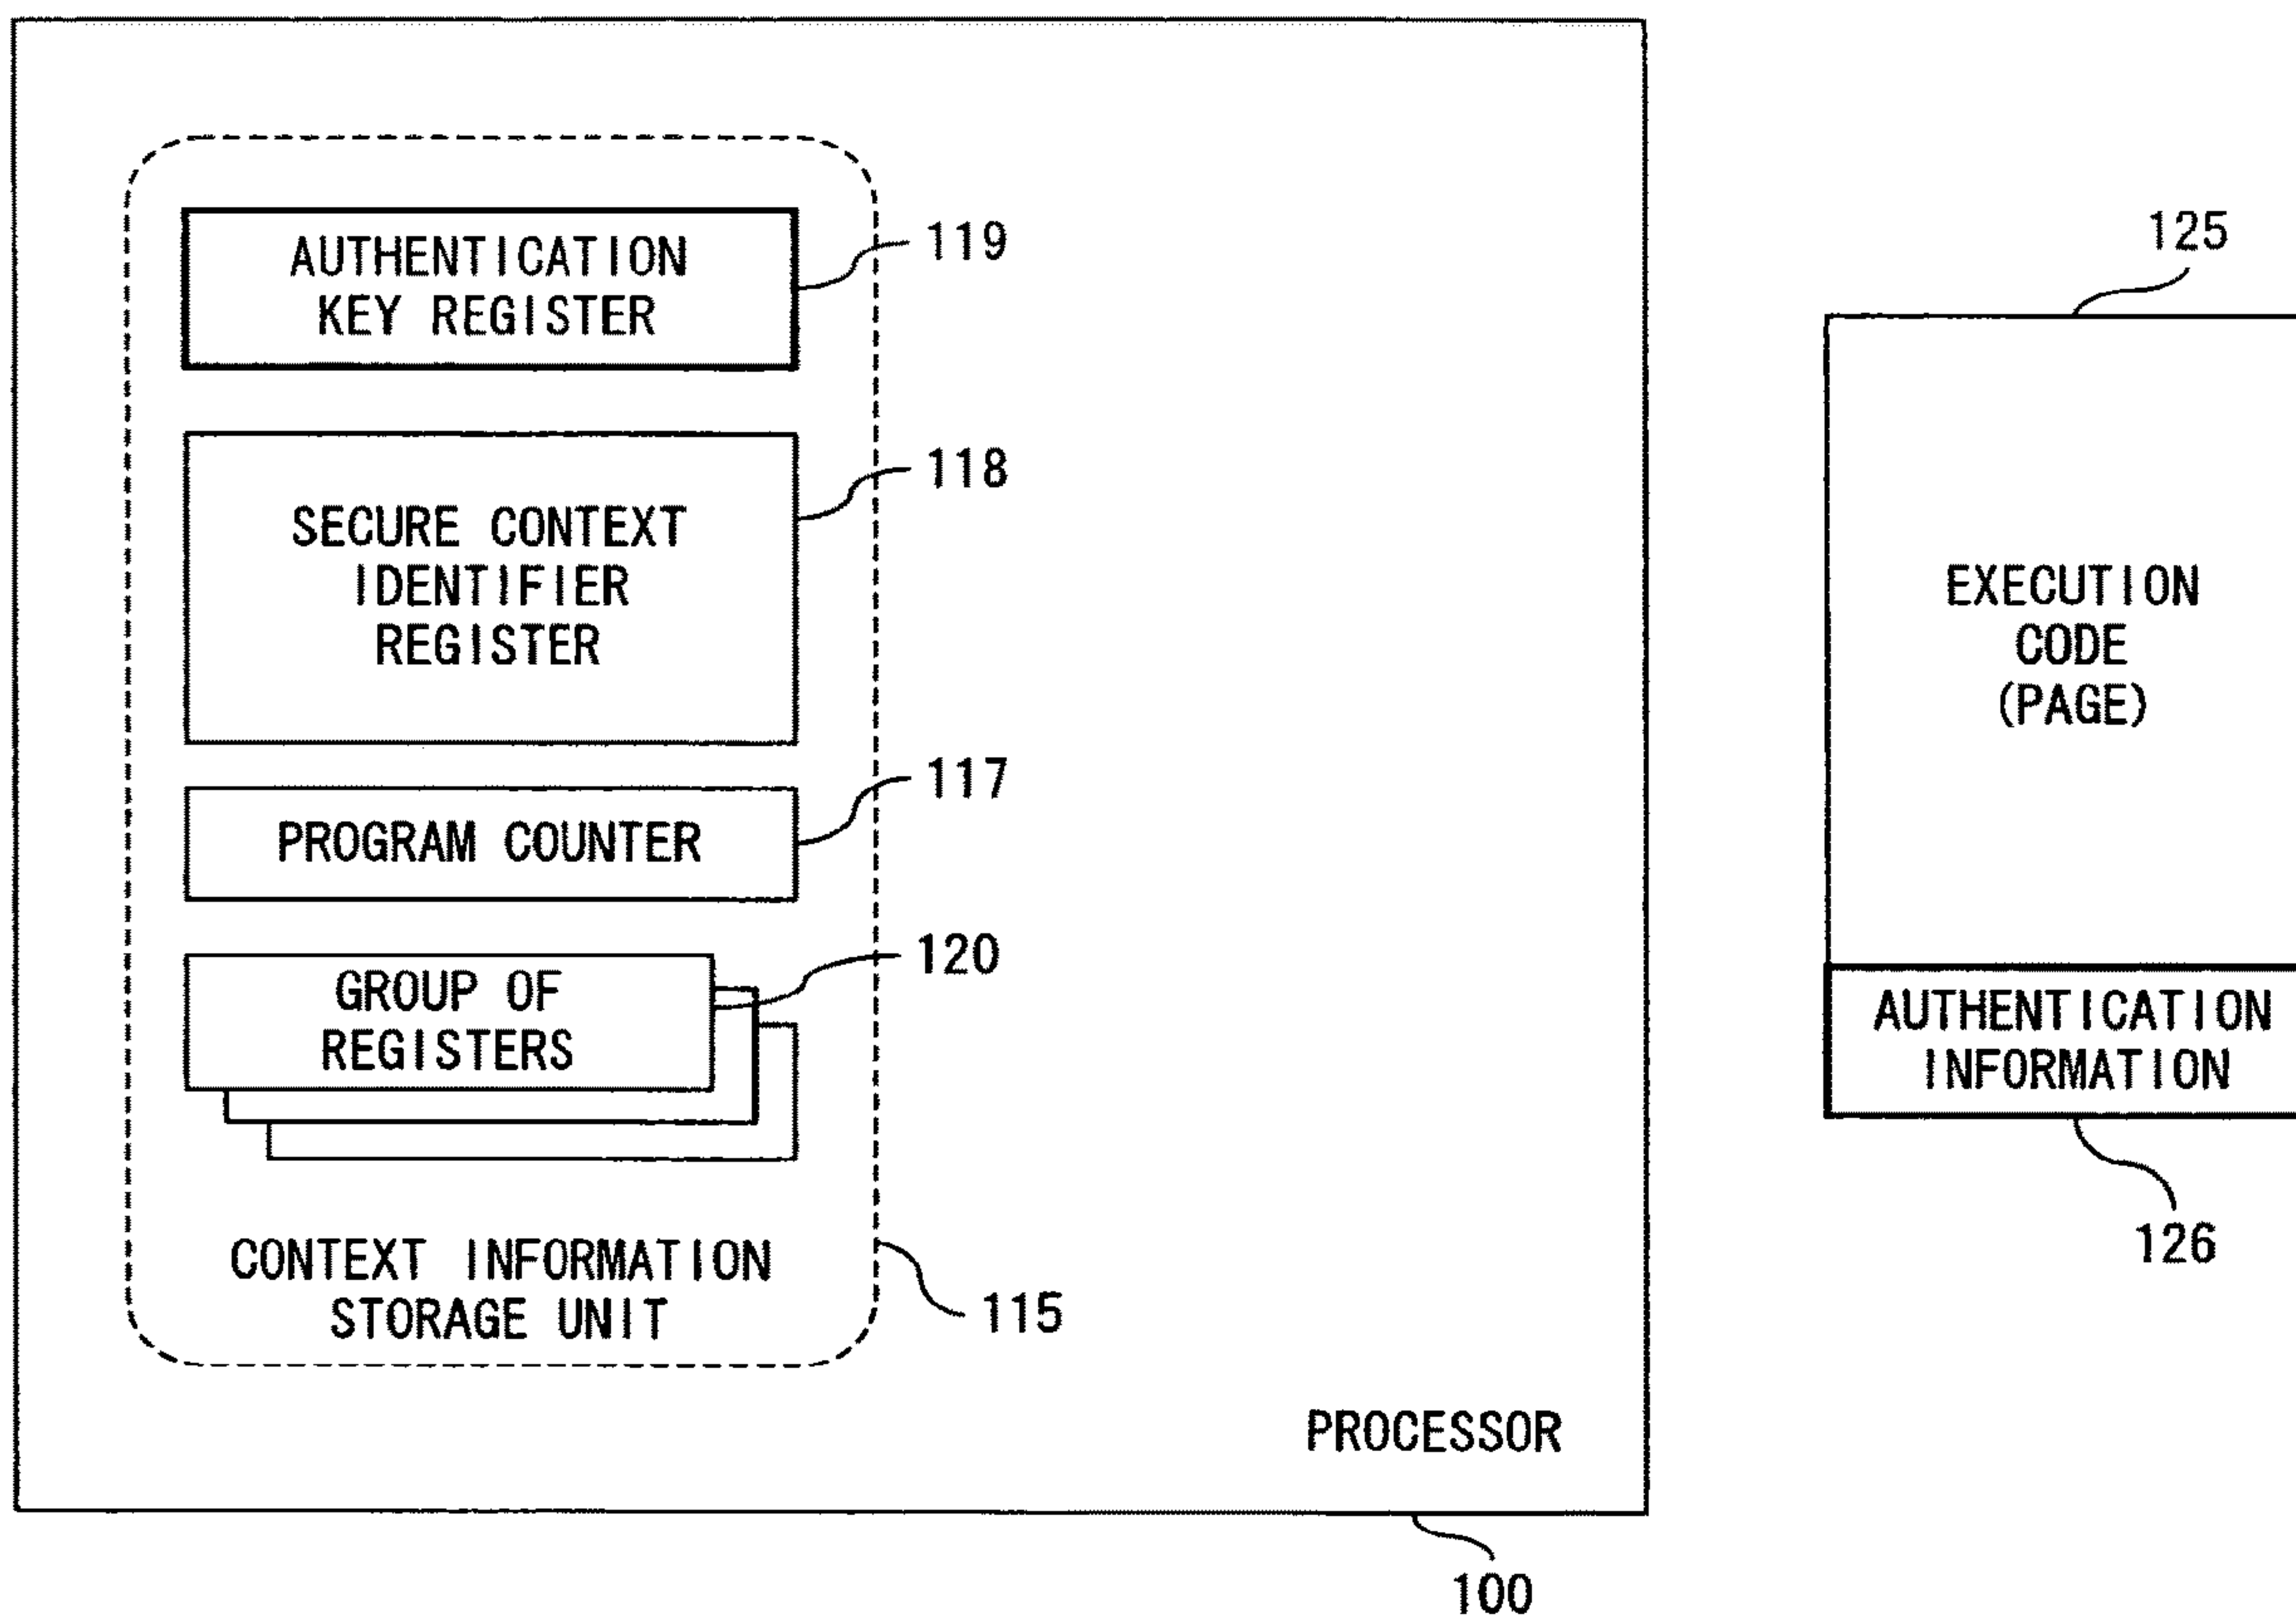 AUTHENTICATION
KEY REGISTER
119
SECURE CONTEXT
IDENTIFIER
REGISTER
118
PROGRAM COUNTER
117
GROUP OF
REGISTERS
120
CONTEXT INFORMATION
STORAGE UNIT
115
PROCESSOR
100
125
EXECUTION
CODE
(PAGE)
AUTHENTICATION
INFORMATION
126